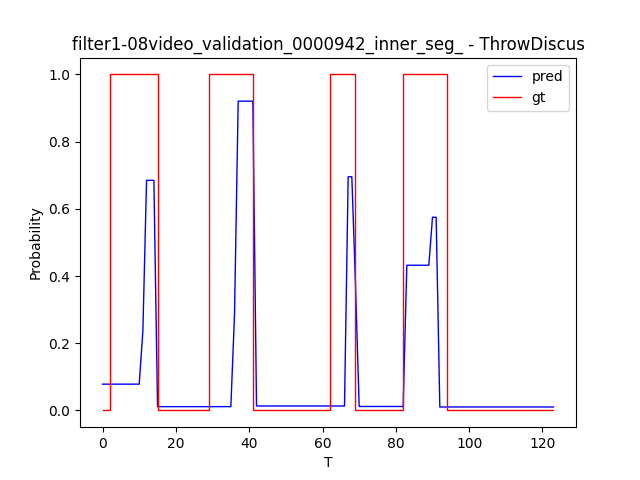 filter1-08video_validation_0000942_inner_seg_ - ThrowDiscus
pred
gt
1.0
0.8
0.6
0.4
0.2
0.0
Probability
0
20
40
60
80
100
120
T